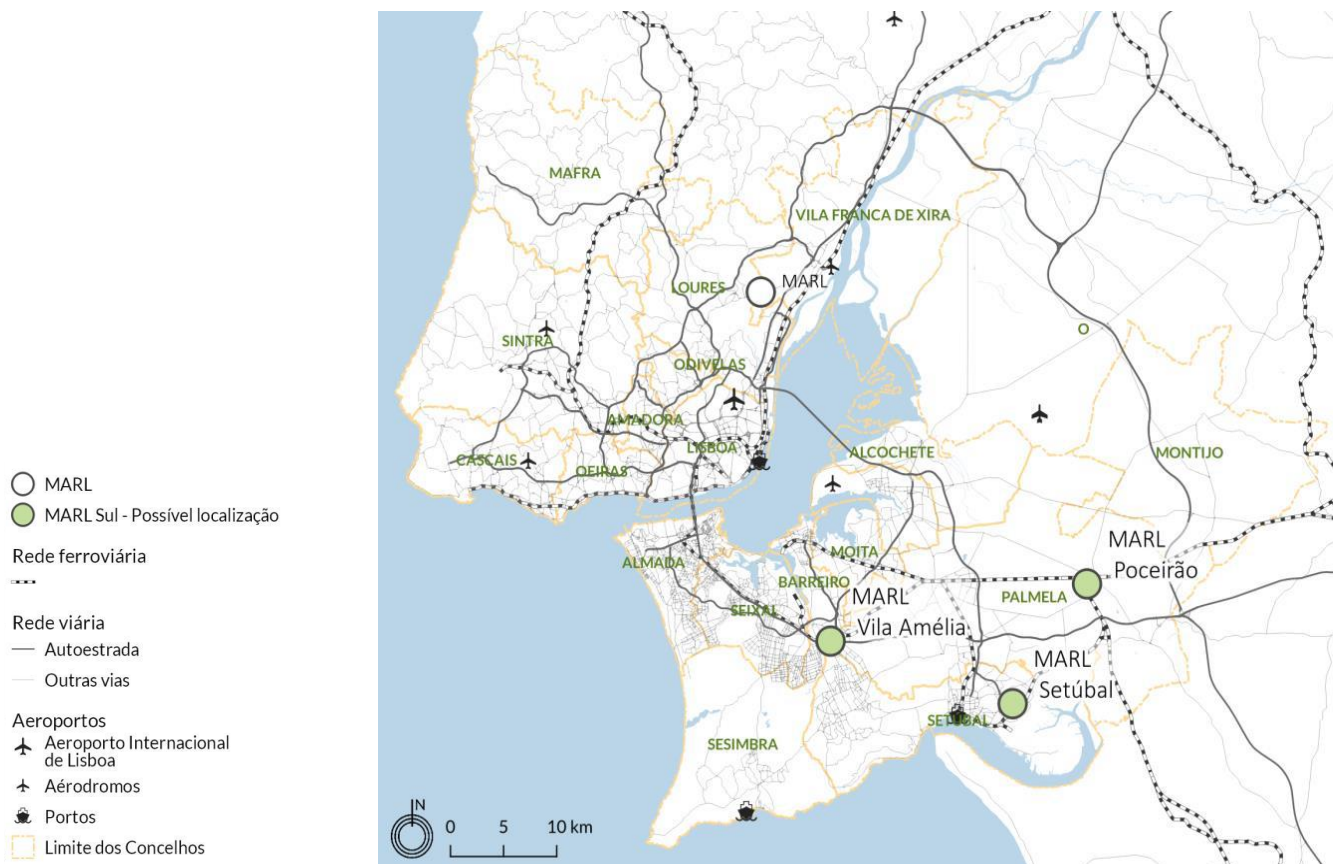 MARL
MARL Sul - Possível localização
Rede ferroviária
Rede viária
Autoestrada
Outras vias
Aeroportos
Aeroporto Internacional
de Lisboa
Aérodromos
Portos
Limite dos Concelhos
MAFRA
VILA FRANCA DE XIRA
LOURES
MARL
O
SINTRA
ODIVELAS
AMADORA
LISBOA
ALCOCHETE
MONTIJO
CASCAIS
OEIRAS
MARL
Poceirão
MOITA
ALMADA
BARREIRO
PALMELA
SEIXAL
MARL
Vila Amélia
MARL
Setúbal
SETÚBAL
SESIMBRA
N
0 5 10 km